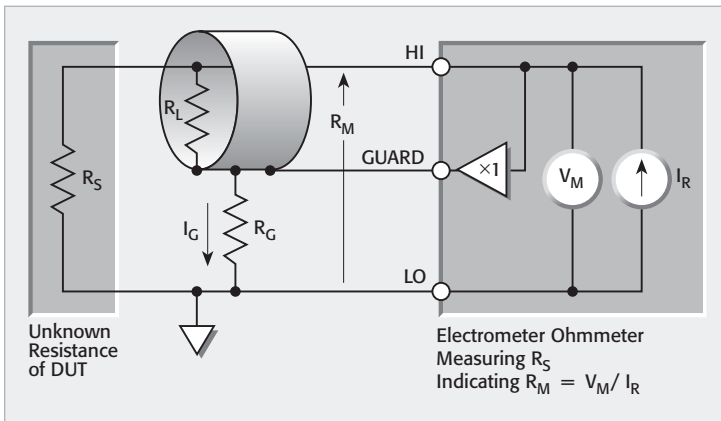 HI
R_L
R_M
R_S
GUARD
×1
V_M
I_R
I_G
R_G
LO
Unknown
Resistance
of DUT
Electrometer Ohmmeter
Measuring R_S
Indicating R_M = V_M/ I_R